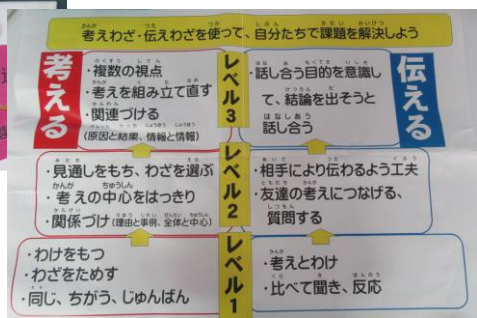 考えわざ・伝えわざを使って、自分たちで課題を解決しよう
考える
レベル3
・複数の視点
・考えを組み立て直す
・関連づける
(原因と結果、情報と情報)
伝える
・話し合う目的を意識し
て、結論を出そうと
話し合う
レベル2
・見通しをもち、わざを選ぶ
・考えの中心をはっきり
・関係づけ(理由と事例、全体と中心)
・相手により伝わるよう工夫
・友達の考えにつなげる、
質問する
レベル1
・わけをもつ
・わざをためす
・同じ、ちがう、じゅんばん
・考えとわけ
・比べて聞き、反応